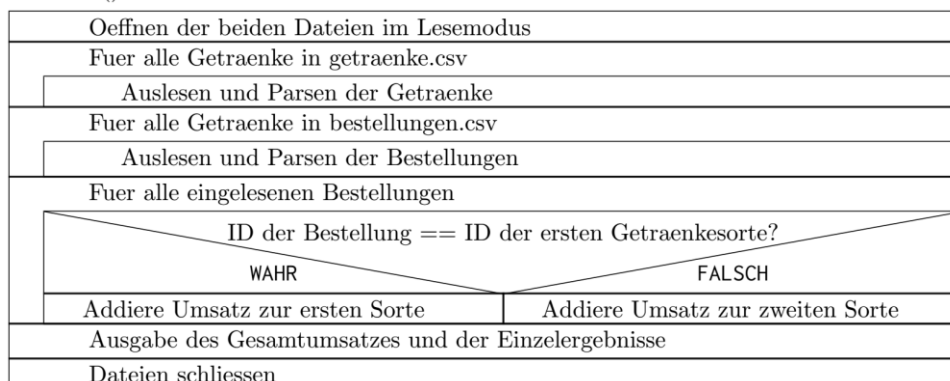 Oeffnen der beiden Dateien im Lesemodus
Fuer alle Getraenke in getraenke.csv
Auslesen und Parsen der Getraenke
Fuer alle Getraenke in bestellungen.csv
Auslesen und Parsen der Bestellungen
Fuer alle eingelesenen Bestellungen
ID der Bestellung == ID der ersten Getraenkesorte?
WAHR FALSCH
Addiere Umsatz zur ersten Sorte Addiere Umsatz zur zweiten Sorte
Ausgabe des Gesamtumsatzes und der Einzelergebnisse
Dateien schliessen